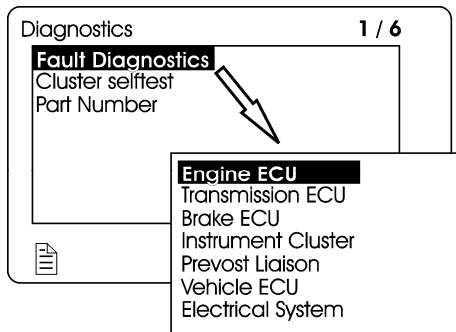 Diagnostics 1 / 6
Fault Diagnostics
Cluster selftest
Part Number
Engine ECU
Transmission ECU
Brake ECU
Instrument Cluster
Prevost Liaison
Vehicle ECU
Electrical System